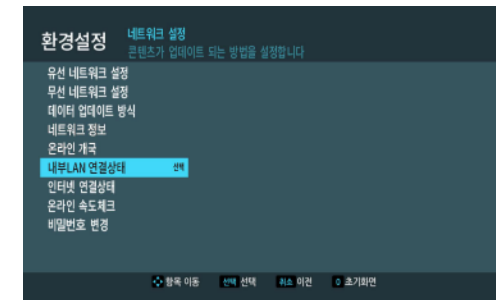 환경설정
네트워크 설정
콘텐츠가 업데이트 되는 방법을 설정합니다
유선 네트워크 설정
무선 네트워크 설정
데이터 업데이트 방식
네트워크 정보
온라인 개국
내부LAN 연결상태 선택
인터넷 연결상태
온라인 속도체크
비밀번호 변경
항목 이동 선택 선택 취소 이전 0 초기화면